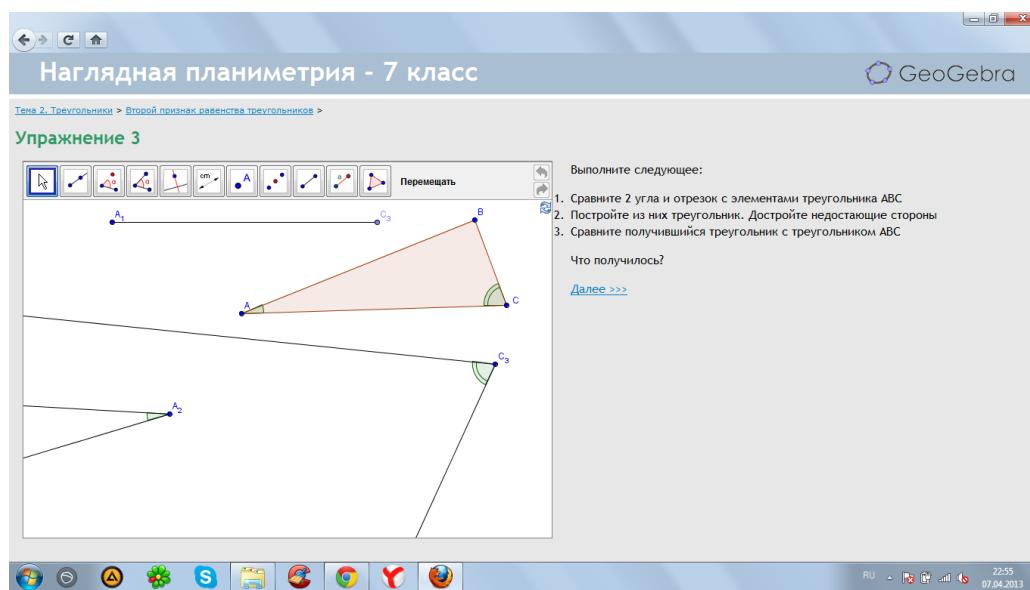 Наглядная планиметрия - 7 класс
GeoGebra
Тема 2. Треугольники > Второй признак равенства треугольников >
Упражнение 3
α
α
cm
A
a
Перемещать
A1
C3
B
A
C
C3
A2
Выполните следующее:
1. Сравните 2 угла и отрезок с элементами треугольника ABC
2. Постройте из них треугольник. Достройте недостающие стороны
3. Сравните получившийся треугольник с треугольником ABC
Что получилось?
Далее >>>
RU
22:55
07.04.2013